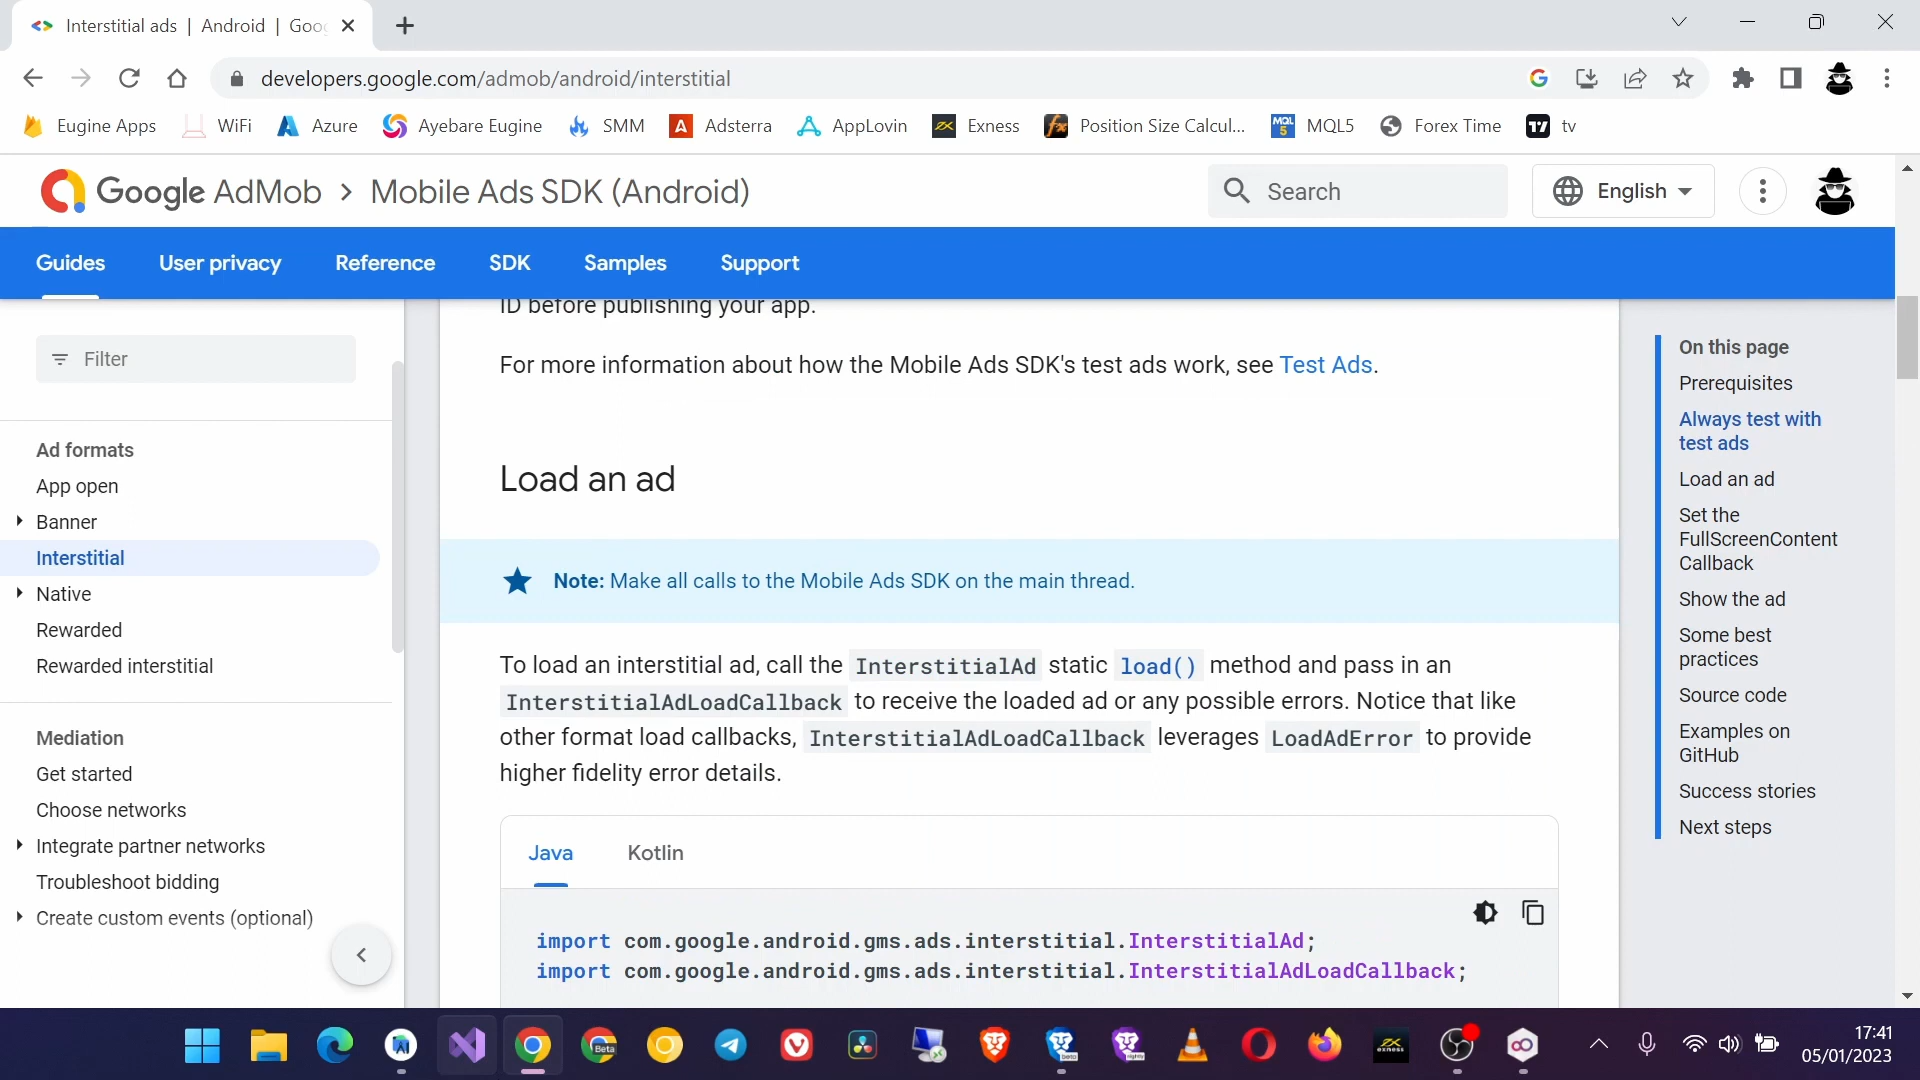 Interstitial ads | Android | Goo
developers.google.com/admob/android/interstitial
Eugine Apps WiFi Azure Ayebare Eugine SMM Adsterra AppLovin Exness Position Size Calcul... MQL5 Forex Time tv
Google AdMob > Mobile Ads SDK (Android)
Search
English
Guides User privacy Reference SDK Samples Support
Filter
Ad formats
App open
Banner
Interstitial
Native
Rewarded
Rewarded interstitial
Mediation
Get started
Choose networks
Integrate partner networks
Troubleshoot bidding
Create custom events (optional)
ID before publishing your app.
For more information about how the Mobile Ads SDK's test ads work, see Test Ads.
Load an ad
Note: Make all calls to the Mobile Ads SDK on the main thread.
To load an interstitial ad, call the InterstitialAd static load() method and pass in an
InterstitialAdLoadCallback to receive the loaded ad or any possible errors. Notice that like
other format load callbacks, InterstitialAdLoadCallback leverages LoadAdError to provide
higher fidelity error details.
Java Kotlin
import com.google.android.gms.ads.interstitial.InterstitialAd;
import com.google.android.gms.ads.interstitial.InterstitialAdLoadCallback;
On this page
Prerequisites
Always test with
test ads
Load an ad
Set the
FullScreenContent
Callback
Show the ad
Some best
practices
Source code
Examples on
GitHub
Success stories
Next steps
17:41
05/01/2023